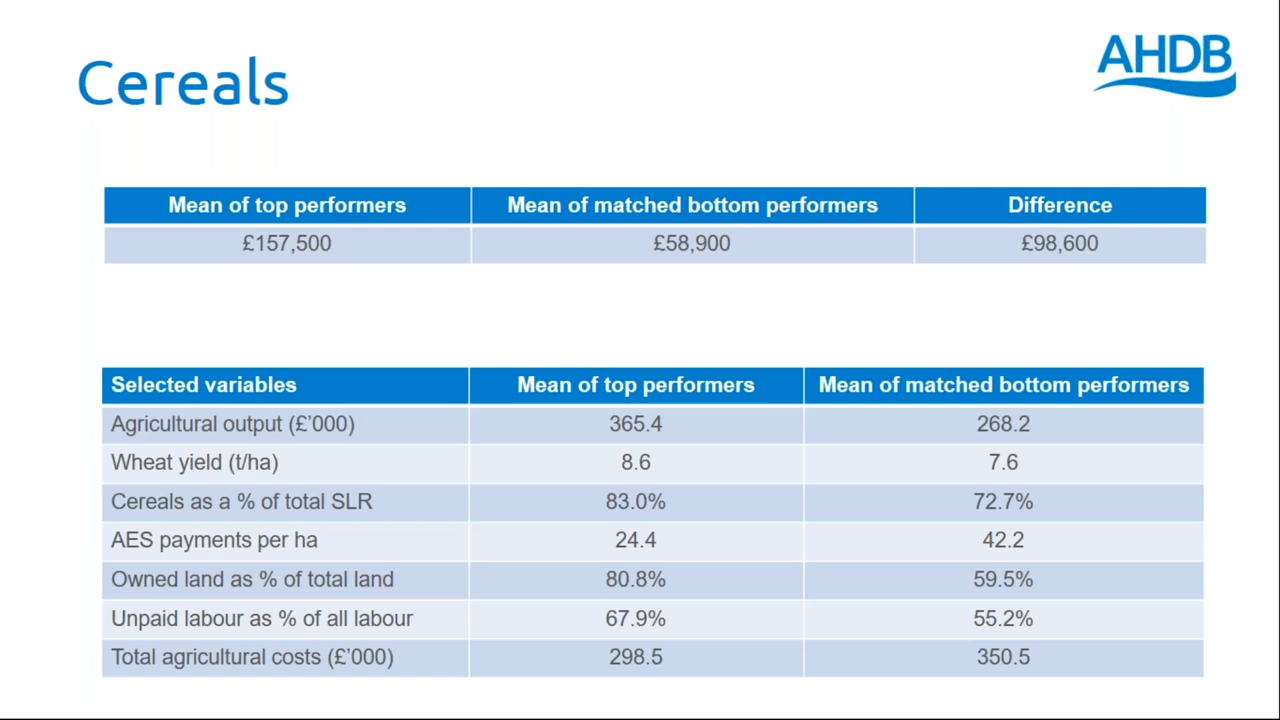 Cereals
AHDB
Mean of top performers Mean of matched bottom performers Difference
£157,500 £58,900 £98,600
Selected variables Mean of top performers Mean of matched bottom performers
Agricultural output (£’000) 365.4 268.2
Wheat yield (t/ha) 8.6 7.6
Cereals as a % of total SLR 83.0% 72.7%
AES payments per ha 24.4 42.2
Owned land as % of total land 80.8% 59.5%
Unpaid labour as % of all labour 67.9% 55.2%
Total agricultural costs (£’000) 298.5 350.5